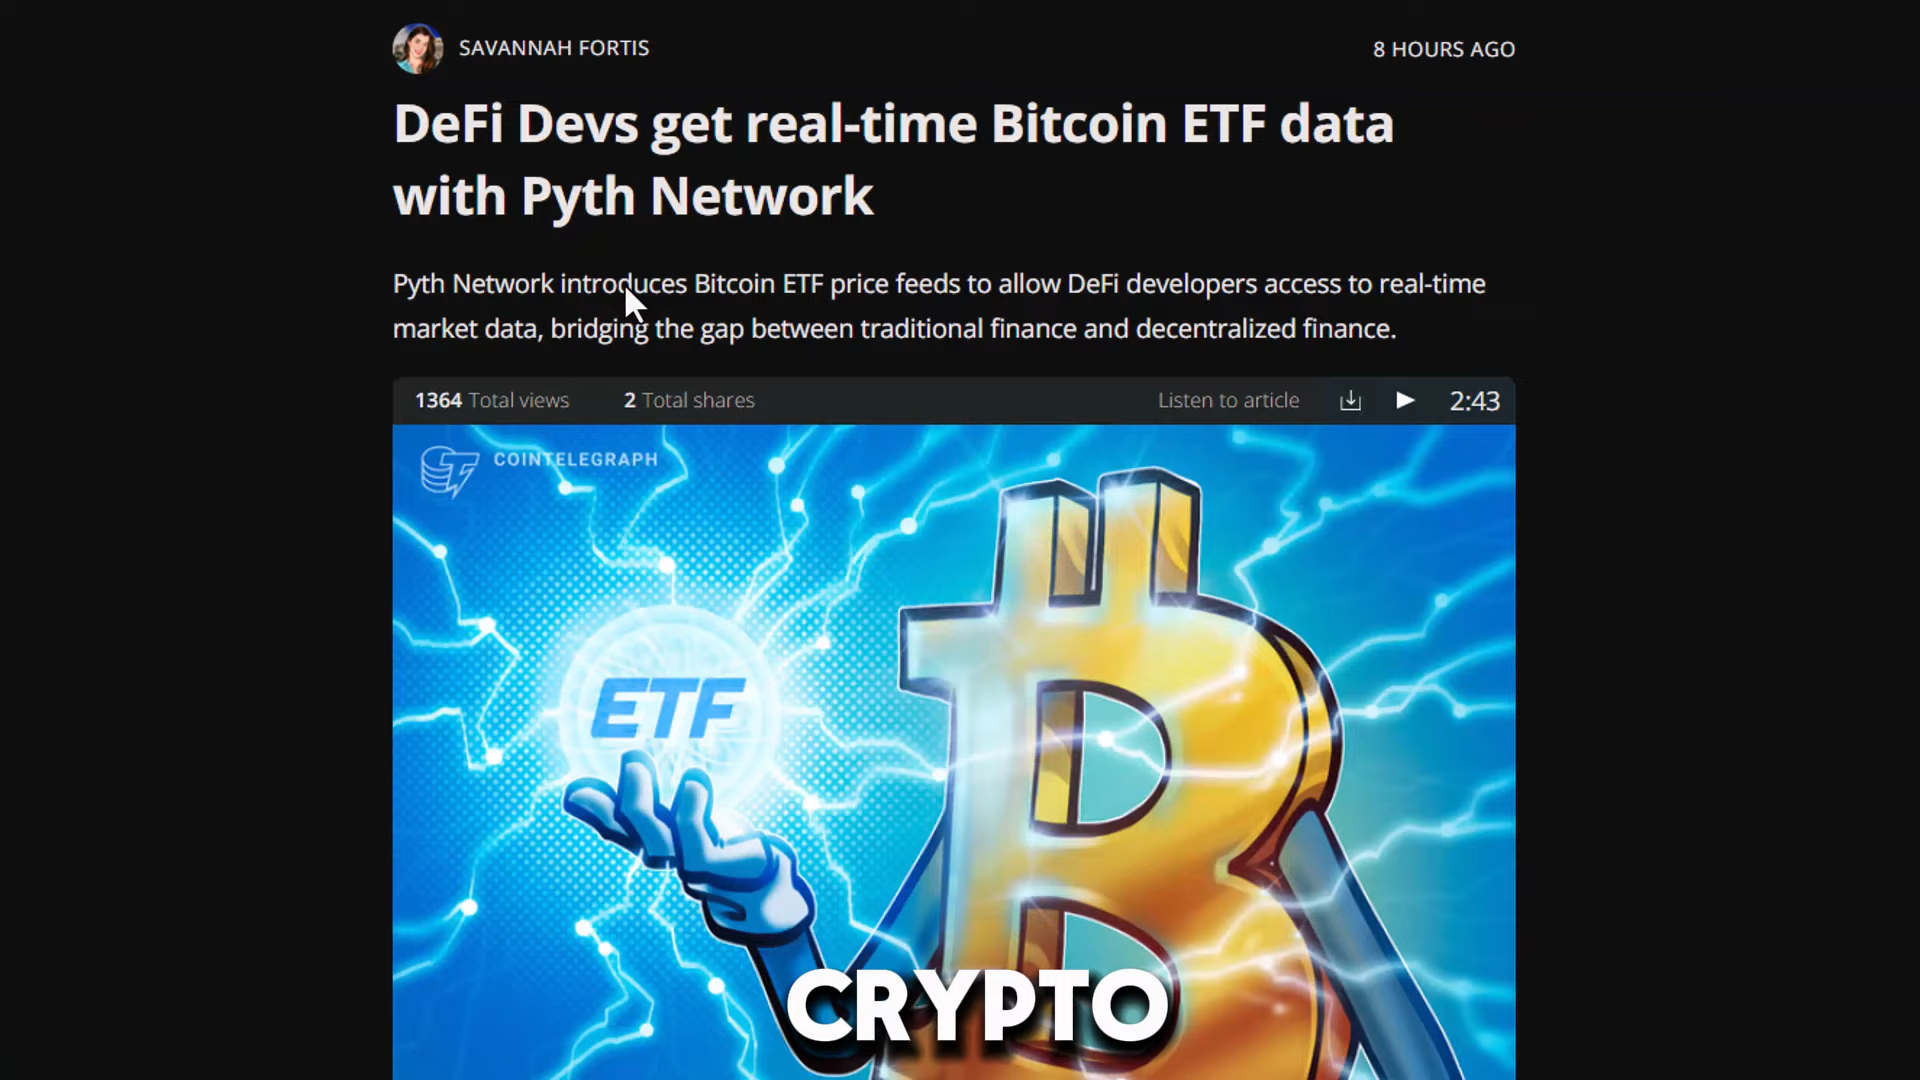 SAVANNAH FORTIS
8 HOURS AGO
DeFi Devs get real-time Bitcoin ETF data
with Pyth Network
Pyth Network introduces Bitcoin ETF price feeds to allow DeFi developers access to real-time
market data, bridging the gap between traditional finance and decentralized finance.
1364 Total views 2 Total shares Listen to article 2:43
COINTELEGRAPH
ETF
CRYPTO